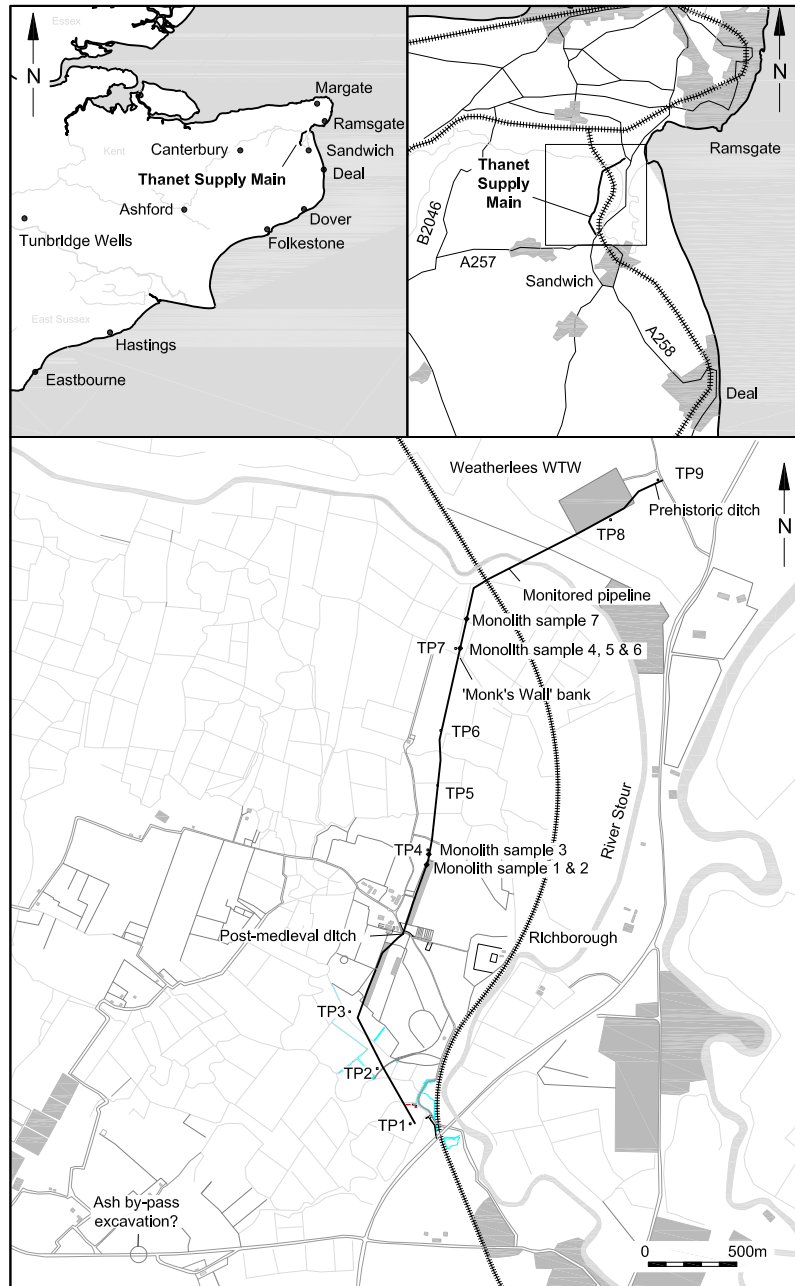 Essex
N
Margate
Ramsgate
Kent
Canterbury
Sandwich
Thanet Supply Main
Deal
Ashford
Dover
Tunbridge Wells
Folkestone
East Sussex
Hastings
Eastbourne
N
Ramsgate
Thanet
Supply
Main
B2046
A257
Sandwich
A258
Deal
Weatherlees WTW
TP9
N
Prehistoric ditch
TP8
Monitored pipeline
Monolith sample 7
TP7
Monolith sample 4, 5 & 6
'Monk's Wall' bank
TP6
TP5
River Stour
TP4
Monolith sample 3
Monolith sample 1 & 2
Post-medieval ditch
Richborough
TP3
TP2
TP1
Ash by-pass
excavation?
0
500m